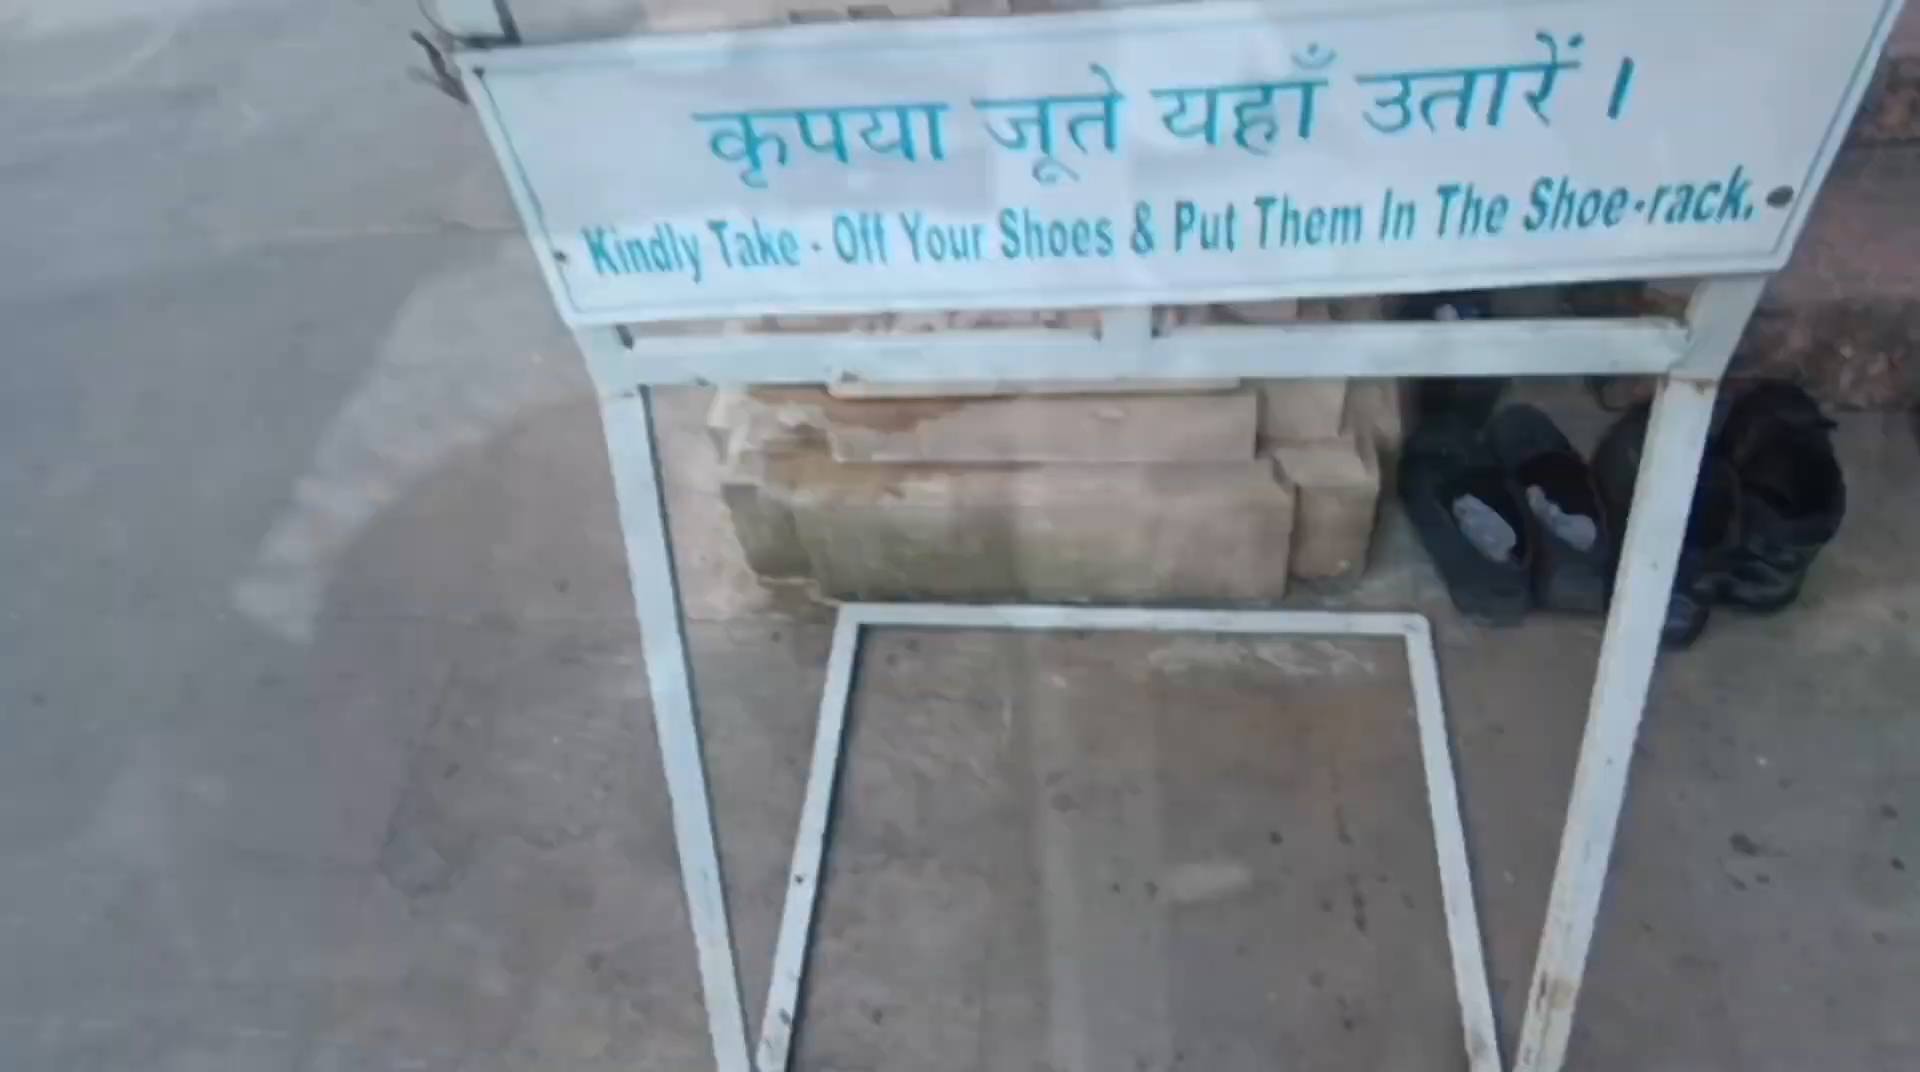 कृपया जूते यहाँ उतारें ।
Kindly Take - Off Your Shoes & Put Them In The Shoe-rack.